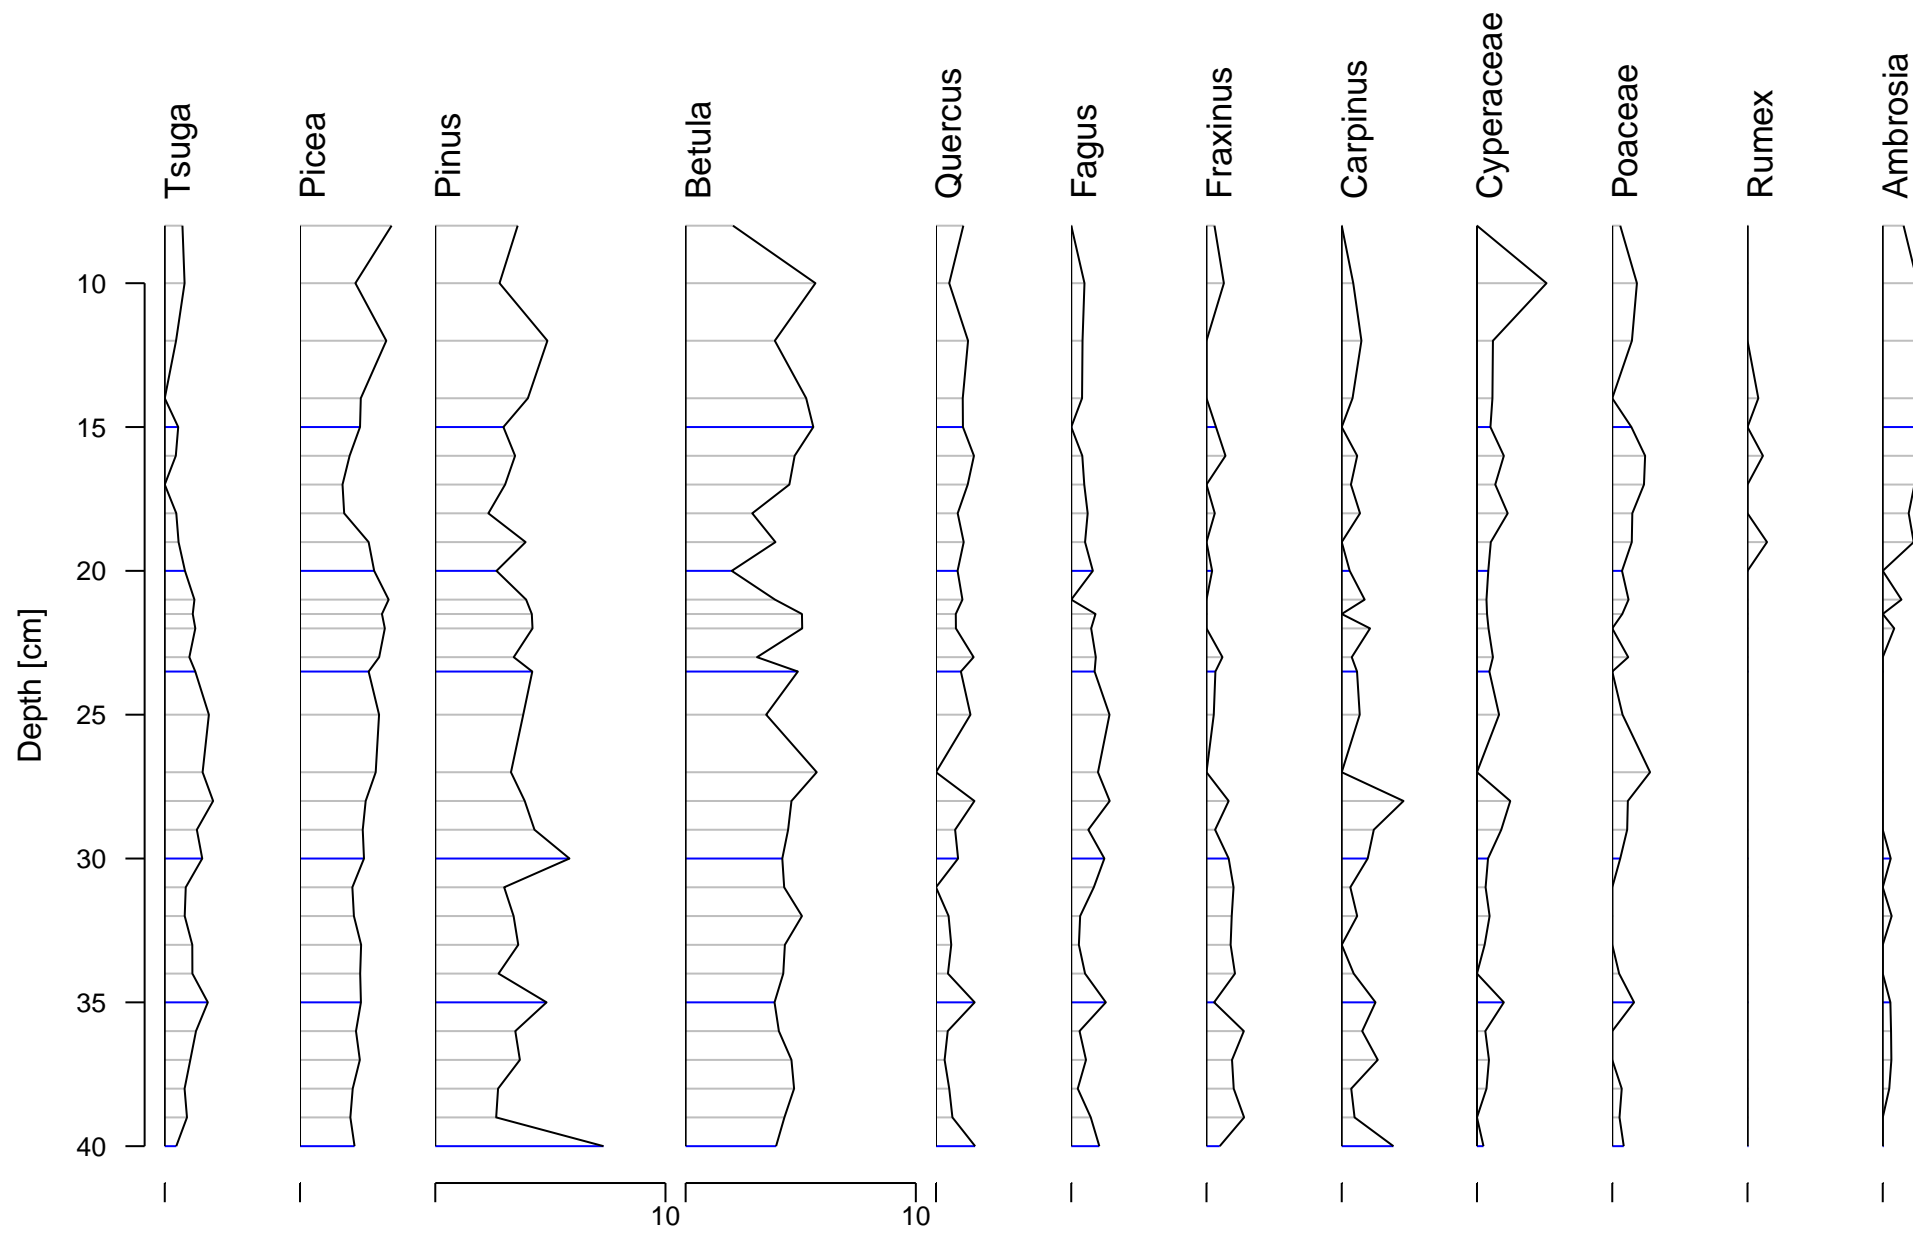 Tsuga
Picea
Pinus
Betula
Quercus
Fagus
Fraxinus
Carpinus
Cyperaceae
Poaceae
Rumex
Ambrosia
Depth [cm]
10
15
20
25
30
35
40
10
10